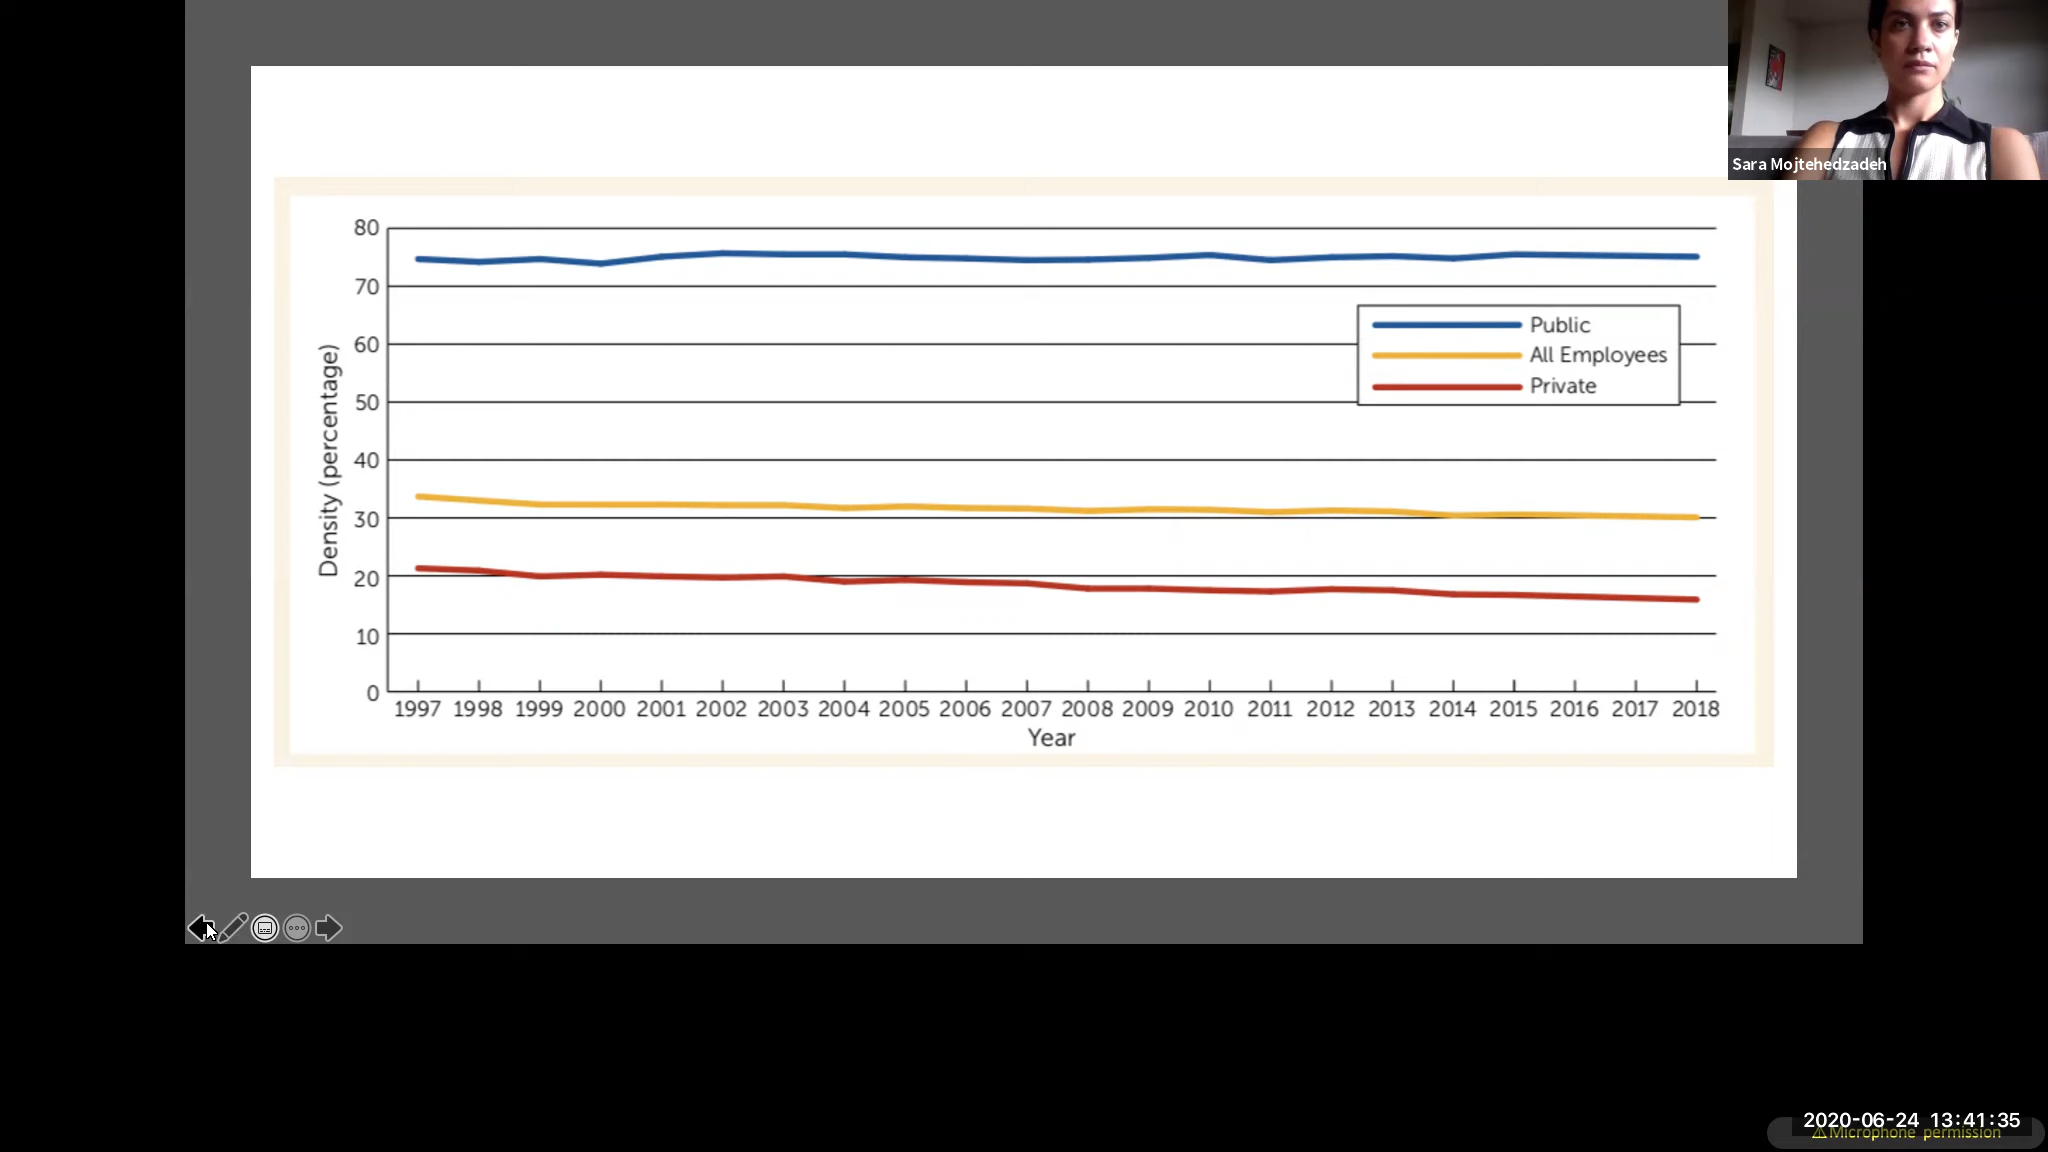 Sara Mojtehedzadeh
80
70
60
50
40
30
20
10
0
Density (percentage)
Public
All Employees
Private
1997 1998 1999 2000 2001 2002 2003 2004 2005 2006 2007 2008 2009 2010 2011 2012 2013 2014 2015 2016 2017 2018
Year
2020-06-24 13:41:35
Microphone permission